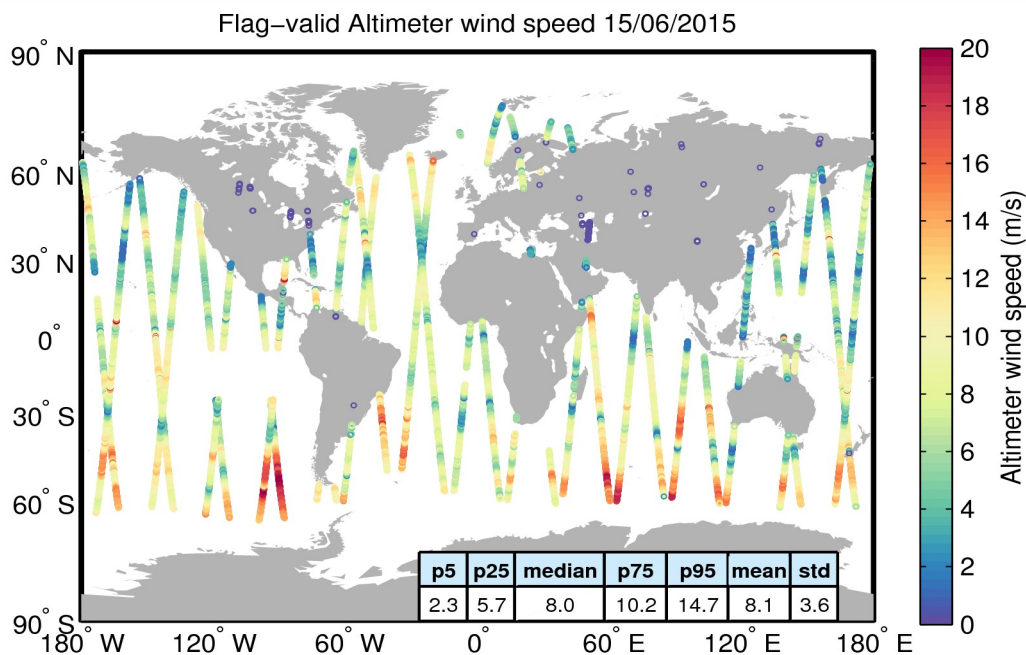 Flag−valid Altimeter wind speed 15/06/2015
90° N
60° N
30° N
0°
30° S
60° S
90° S
180° W
120° W
60° W
0°
60° E
120° E
180° E
p5 p25 median p75 p95 mean std
2.3 5.7 8.0 10.2 14.7 8.1 3.6
20
18
16
14
12
10
8
6
4
2
0
Altimeter wind speed (m/s)